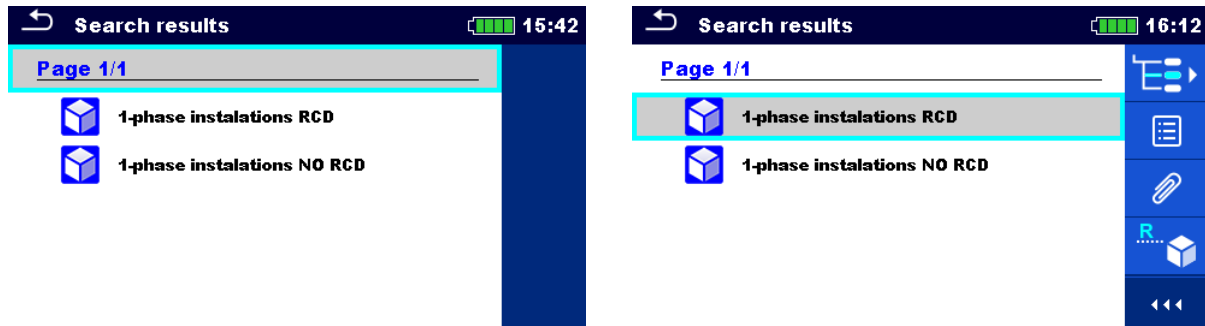 Search results 15:42
Page 1/1
1-phase instalations RCD
1-phase instalations NO RCD
Search results 16:12
Page 1/1
1-phase instalations RCD
1-phase instalations NO RCD
R